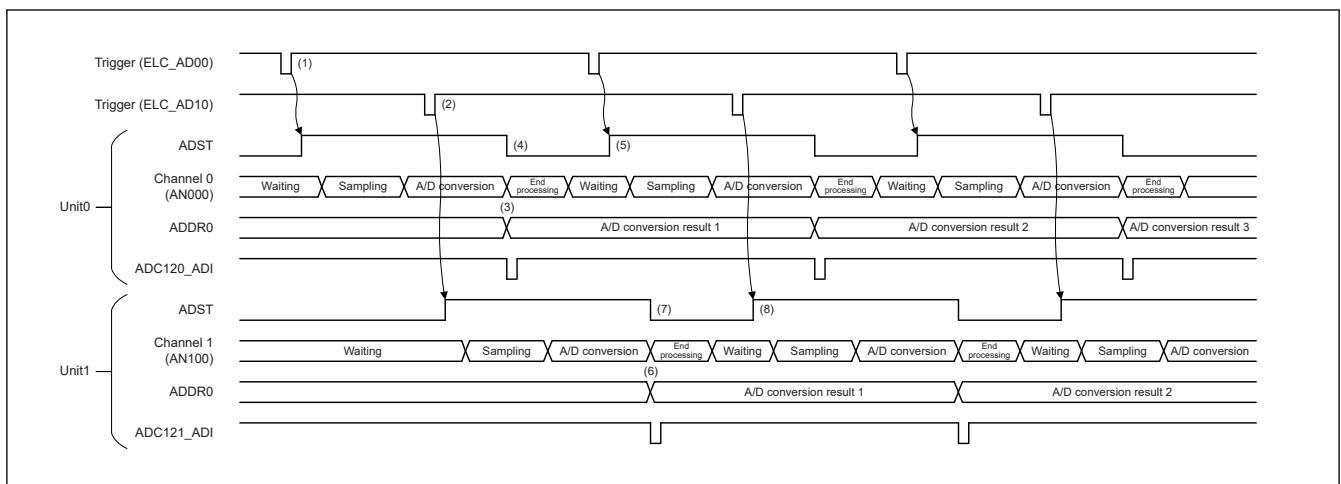 Trigger (ELC_AD00)
(1)
Trigger (ELC_AD10)
(2)
Unit0
ADST
(4)
(5)
Channel 0
(AN000)
Waiting
Sampling
A/D conversion
End
processing
Waiting
Sampling
A/D conversion
End
processing
Waiting
Sampling
A/D conversion
End
processing
(3)
ADDR0
A/D conversion result 1
A/D conversion result 2
A/D conversion result 3
ADC120_ADI
Unit1
ADST
(7)
(8)
Channel 1
(AN100)
Waiting
Sampling
A/D conversion
End
processing
Waiting
Sampling
A/D conversion
End
processing
Waiting
Sampling
A/D conversion
(6)
ADDR0
A/D conversion result 1
A/D conversion result 2
ADC121_ADI